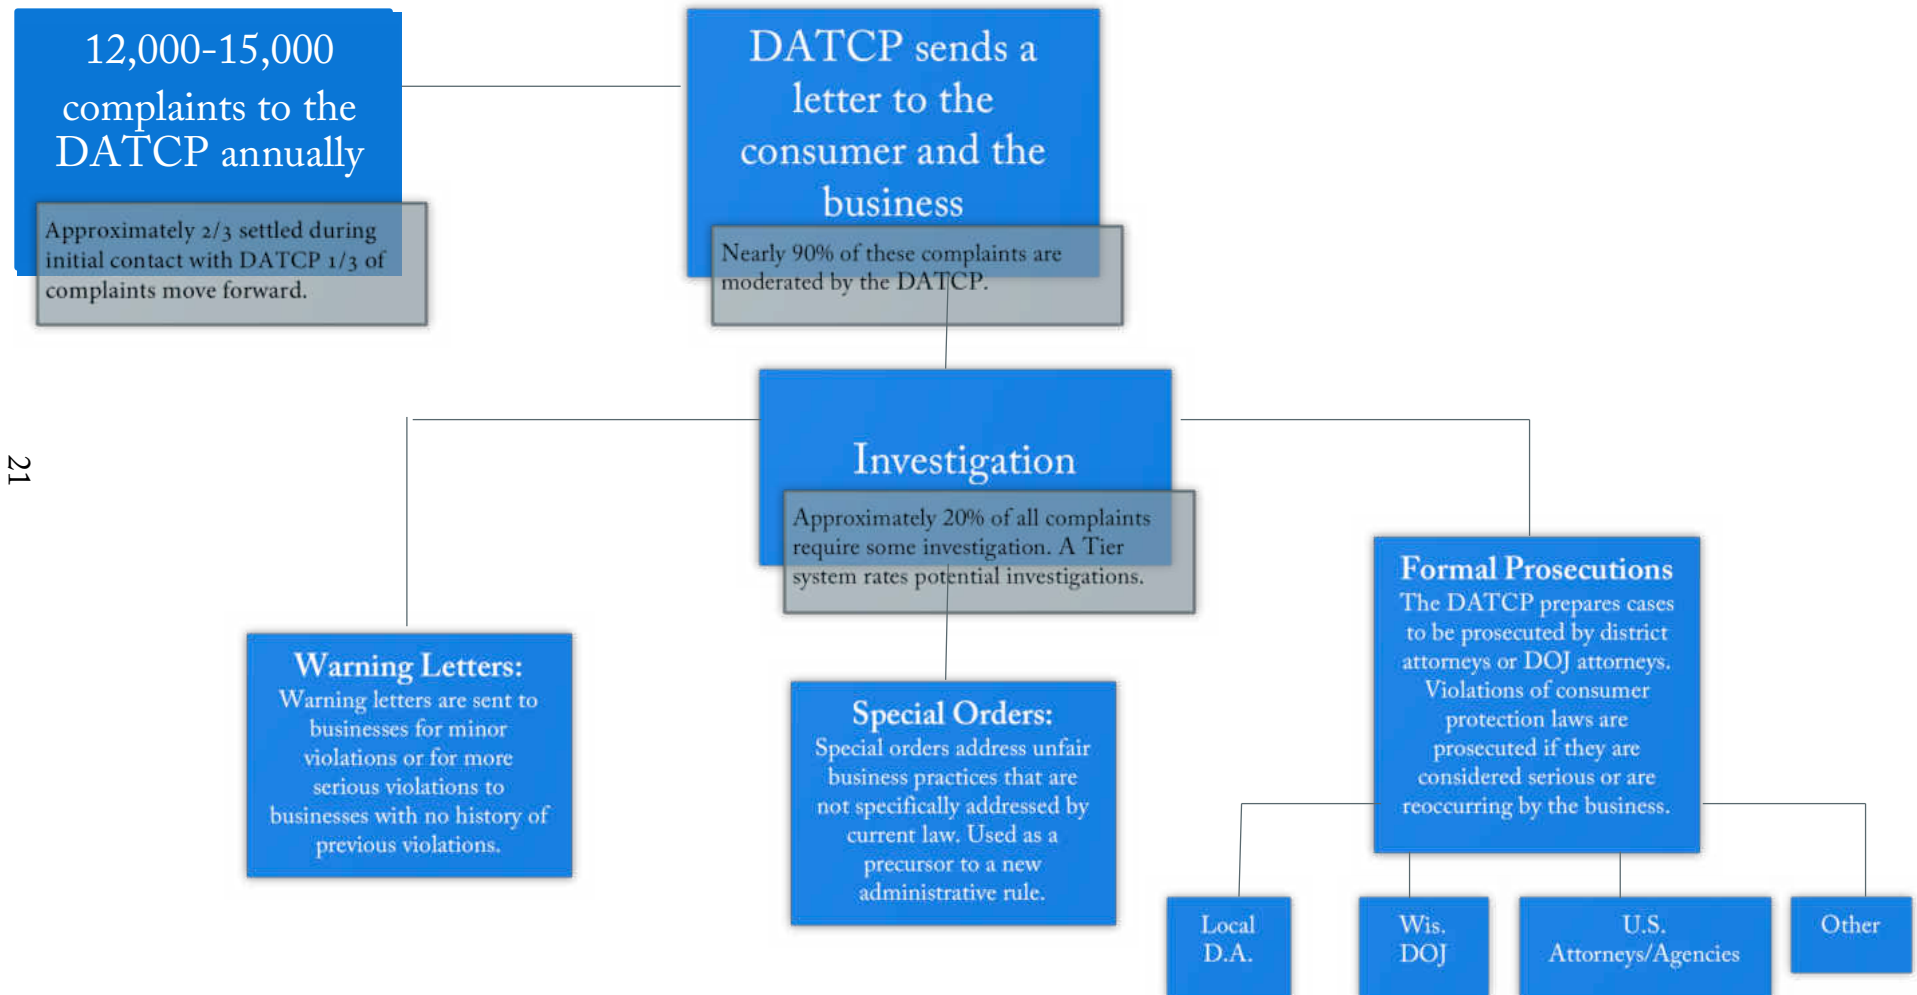 12,000-15,000
complaints to the
DATCP annually
Approximately 2/3 settled during
initial contact with DATCP 1/3 of
complaints move forward.
DATCP sends a
letter to the
consumer and the
business
Nearly 90% of these complaints are
moderated by the DATCP.
Investigation
Approximately 20% of all complaints
require some investigation. A Tier
system rates potential investigations.
21
Warning Letters:
Warning letters are sent to
businesses for minor
violations or for more
serious violations to
businesses with no history of
previous violations.
Special Orders:
Special orders address unfair
business practices that are
not specifically addressed by
current law. Used as a
precursor to a new
administrative rule.
Formal Prosecutions
The DATCP prepares cases
to be prosecuted by district
attorneys or DOJ attorneys.
Violations of consumer
protection laws are
prosecuted if they are
considered serious or are
reoccurring by the business.
Local
D.A.
Wis.
DOJ
U.S.
Attorneys/Agencies
Other